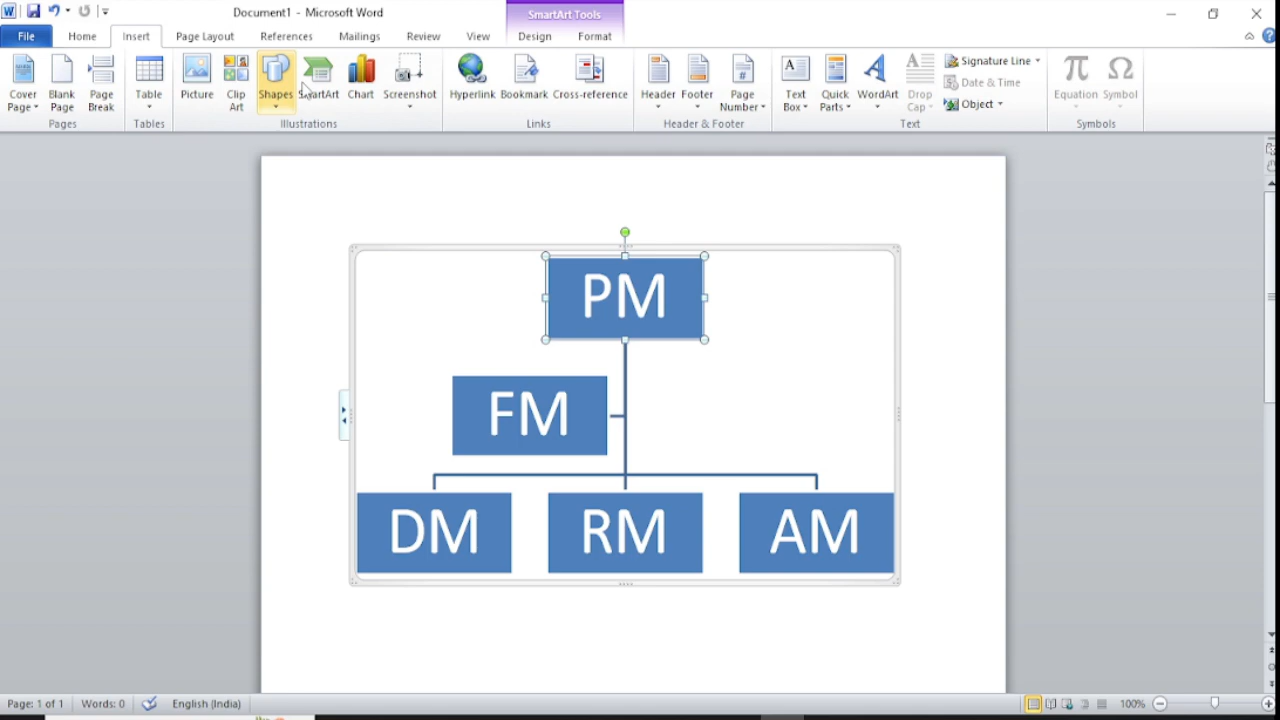 Document1 - Microsoft Word
SmartArt Tools
File Home Insert Page Layout References Mailings Review View Design Format
Cover Page
Blank Page
Page Break
Table
Picture
Clip Art
Shapes
SmartArt
Chart
Screenshot
Hyperlink
Bookmark
Cross-reference
Header
Footer
Page Number
Text Box
Quick Parts
WordArt
Drop Cap
Signature Line
Date & Time
Object
Equation
Symbol
Pages Tables Illustrations Links Header & Footer Text Symbols
PM
FM
DM RM AM
Page: 1 of 1 Words: 0 English (India) 100%